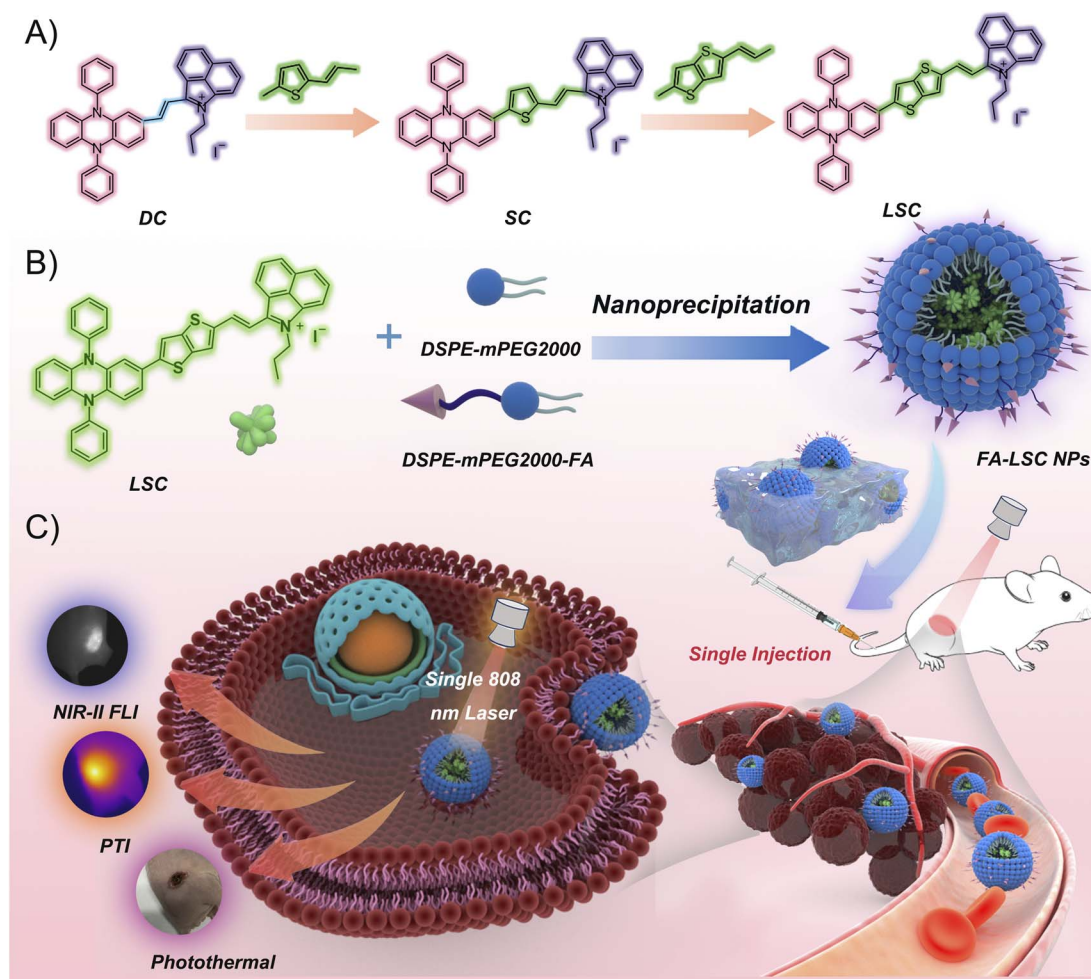 A)
N
N
N
+
I⁻
DC
S
N
N
S
N
+
I⁻
SC
S
S
N
N
S
S
N
+
I⁻
LSC
B)
N
N
S
S
N
+
I⁻
LSC
+
DSPE-mPEG2000
DSPE-mPEG2000-FA
Nanoprecipitation
FA-LSC NPs
C)
NIR-II FLI
PTI
Photothermal
Single 808
nm Laser
Single Injection